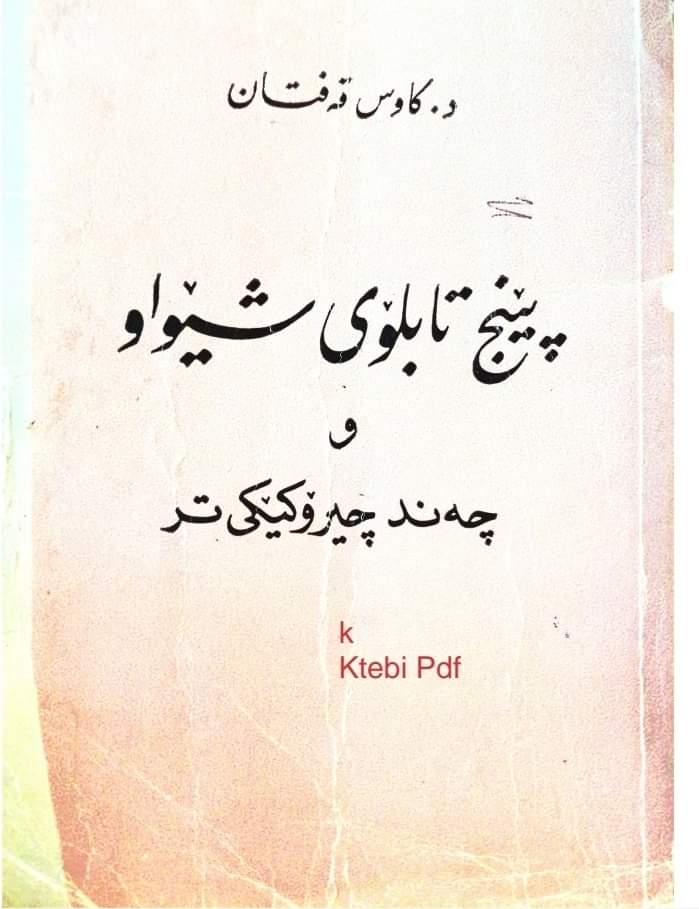 د. کاوس قەفتان
پێنج تابلۆی شێواو
و
چەند چیرۆکێکی تر
k
Ktebi Pdf